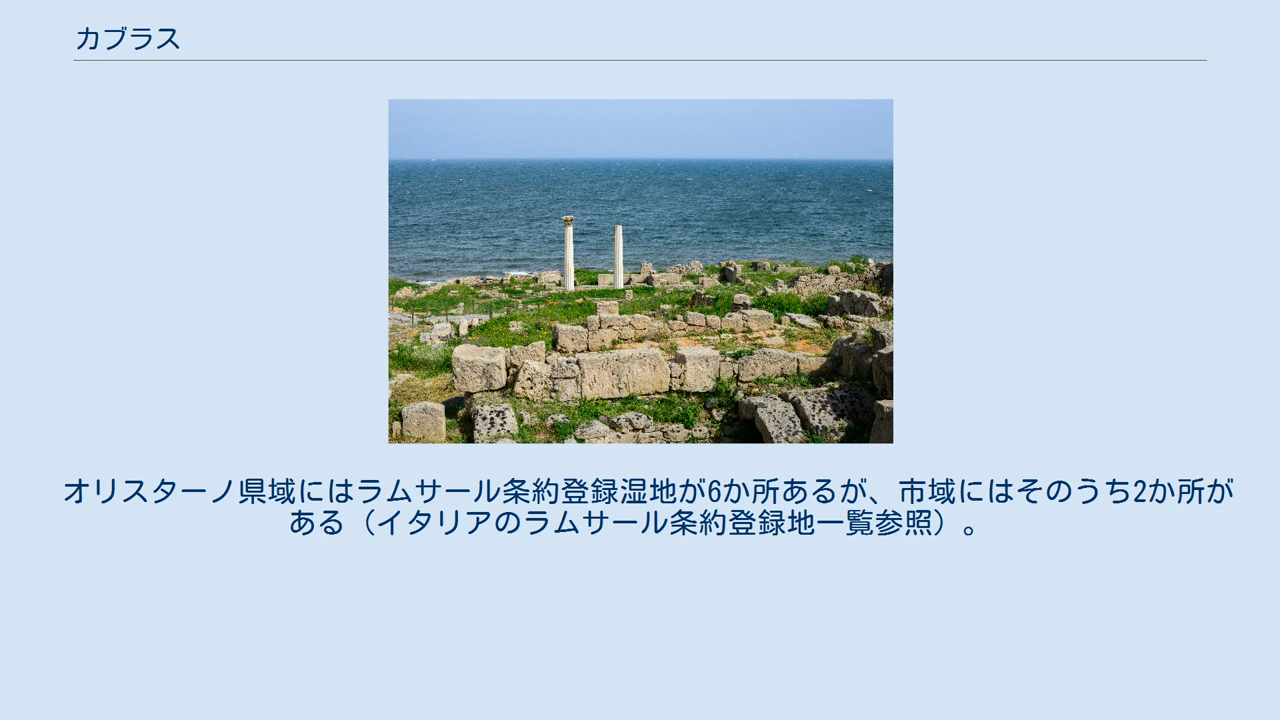 カブラス
オリスターノ県域にはラムサール条約登録湿地が6か所あるが、市域にはそのうち2か所が
ある（イタリアのラムサール条約登録地一覧参照）。